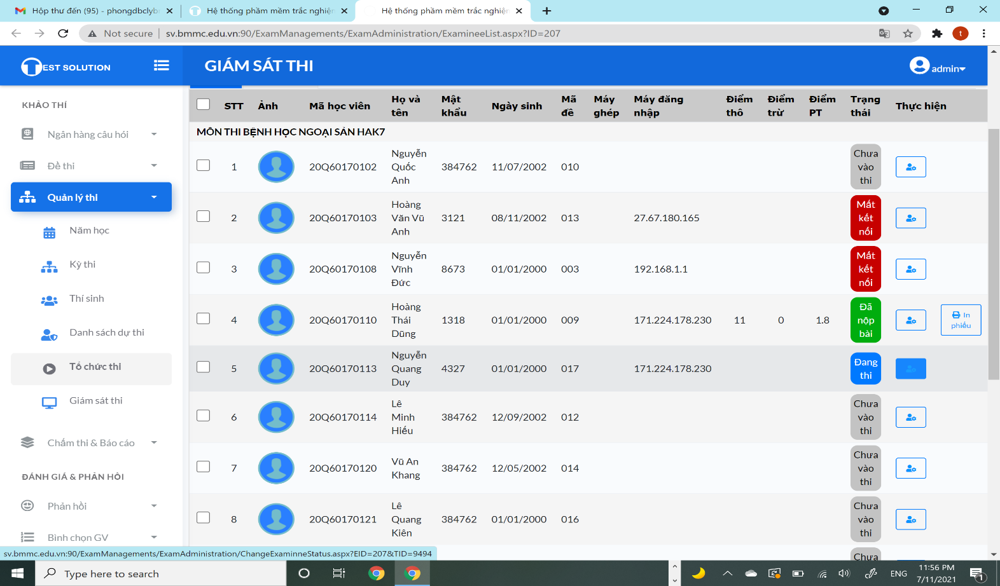 Hộp thư đến (95) - phongdbclyb
Hệ thống phầm mềm trắc nghiện
Hệ thống phầm mềm trắc nghiện
Not secure
sv.bmmc.edu.vn:90/ExamManagements/ExamAdministration/ExamineeList.aspx?ID=207
t
TEST SOLUTION
GIÁM SÁT THI
admin
KHẢO THÍ
Ngân hàng câu hỏi
Đề thi
Quản lý thi
Năm học
Kỳ thi
Thí sinh
Danh sách dự thi
Tổ chức thi
Giám sát thi
Chấm thi & Báo cáo
ĐÁNH GIÁ & PHẢN HỒI
Phản hồi
Bình chọn GV
STT Ảnh Mã học viên Họ và tên Mật khẩu Ngày sinh Mã đề Máy ghép Máy đăng nhập Điểm thô Điểm trừ Điểm PT Trạng thái Thực hiện
MÔN THI BỆNH HỌC NGOẠI SẢN HAK7
1 20Q60170102 Nguyễn Quốc Anh 384762 11/07/2002 010 Chưa vào thi
2 20Q60170103 Hoàng Văn Vũ Anh 3121 08/11/2002 013 27.67.180.165 Mất kết nối
3 20Q60170108 Nguyễn Vĩnh Đức 8673 01/01/2000 003 192.168.1.1 Mất kết nối
4 20Q60170110 Hoàng Thái Dũng 1318 01/01/2000 009 171.224.178.230 11 0 1.8 Đã nộp bài In phiếu
5 20Q60170113 Nguyễn Quang Duy 4327 01/01/2000 017 171.224.178.230 Đang thi
6 20Q60170114 Lê Minh Hiếu 384762 12/09/2002 012 Chưa vào thi
7 20Q60170120 Vũ An Khang 384762 12/05/2002 014 Chưa vào thi
8 20Q60170121 Lê Quang Kiên 384762 01/01/2000 016 Chưa vào thi
Chưa
sv.bmmc.edu.vn:90/ExamManagements/ExamAdministration/ChangeExaminneStatus.aspx?EID=207&TID=9494
Type here to search
ENG
11:56 PM
7/11/2021
1